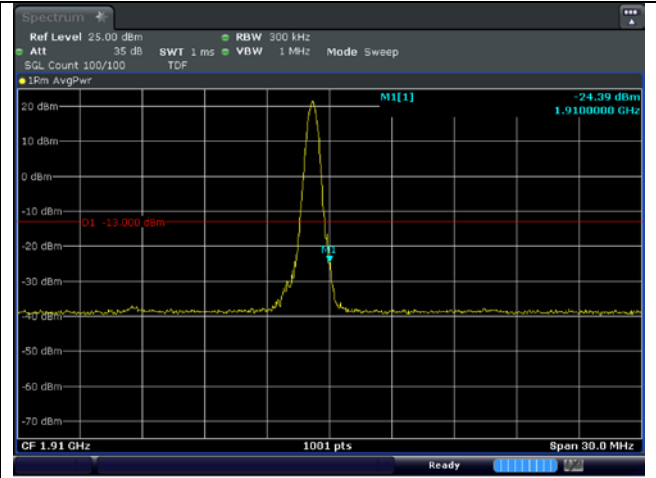 Spectrum
Ref Level 25.00 dBm RBW 300 kHz
Att 35 dB SWT 1 ms VBW 1 MHz Mode Sweep
SGL Count 100/100 TDF
1Rm AvgPwr
M1[1] -24.39 dBm
1.9100000 GHz
20 dBm
10 dBm
0 dBm
-10 dBm
D1 -13.000 dBm
-20 dBm
M1
-30 dBm
-40 dBm
-50 dBm
-60 dBm
-70 dBm
CF 1.91 GHz 1001 pts Span 30.0 MHz
Ready